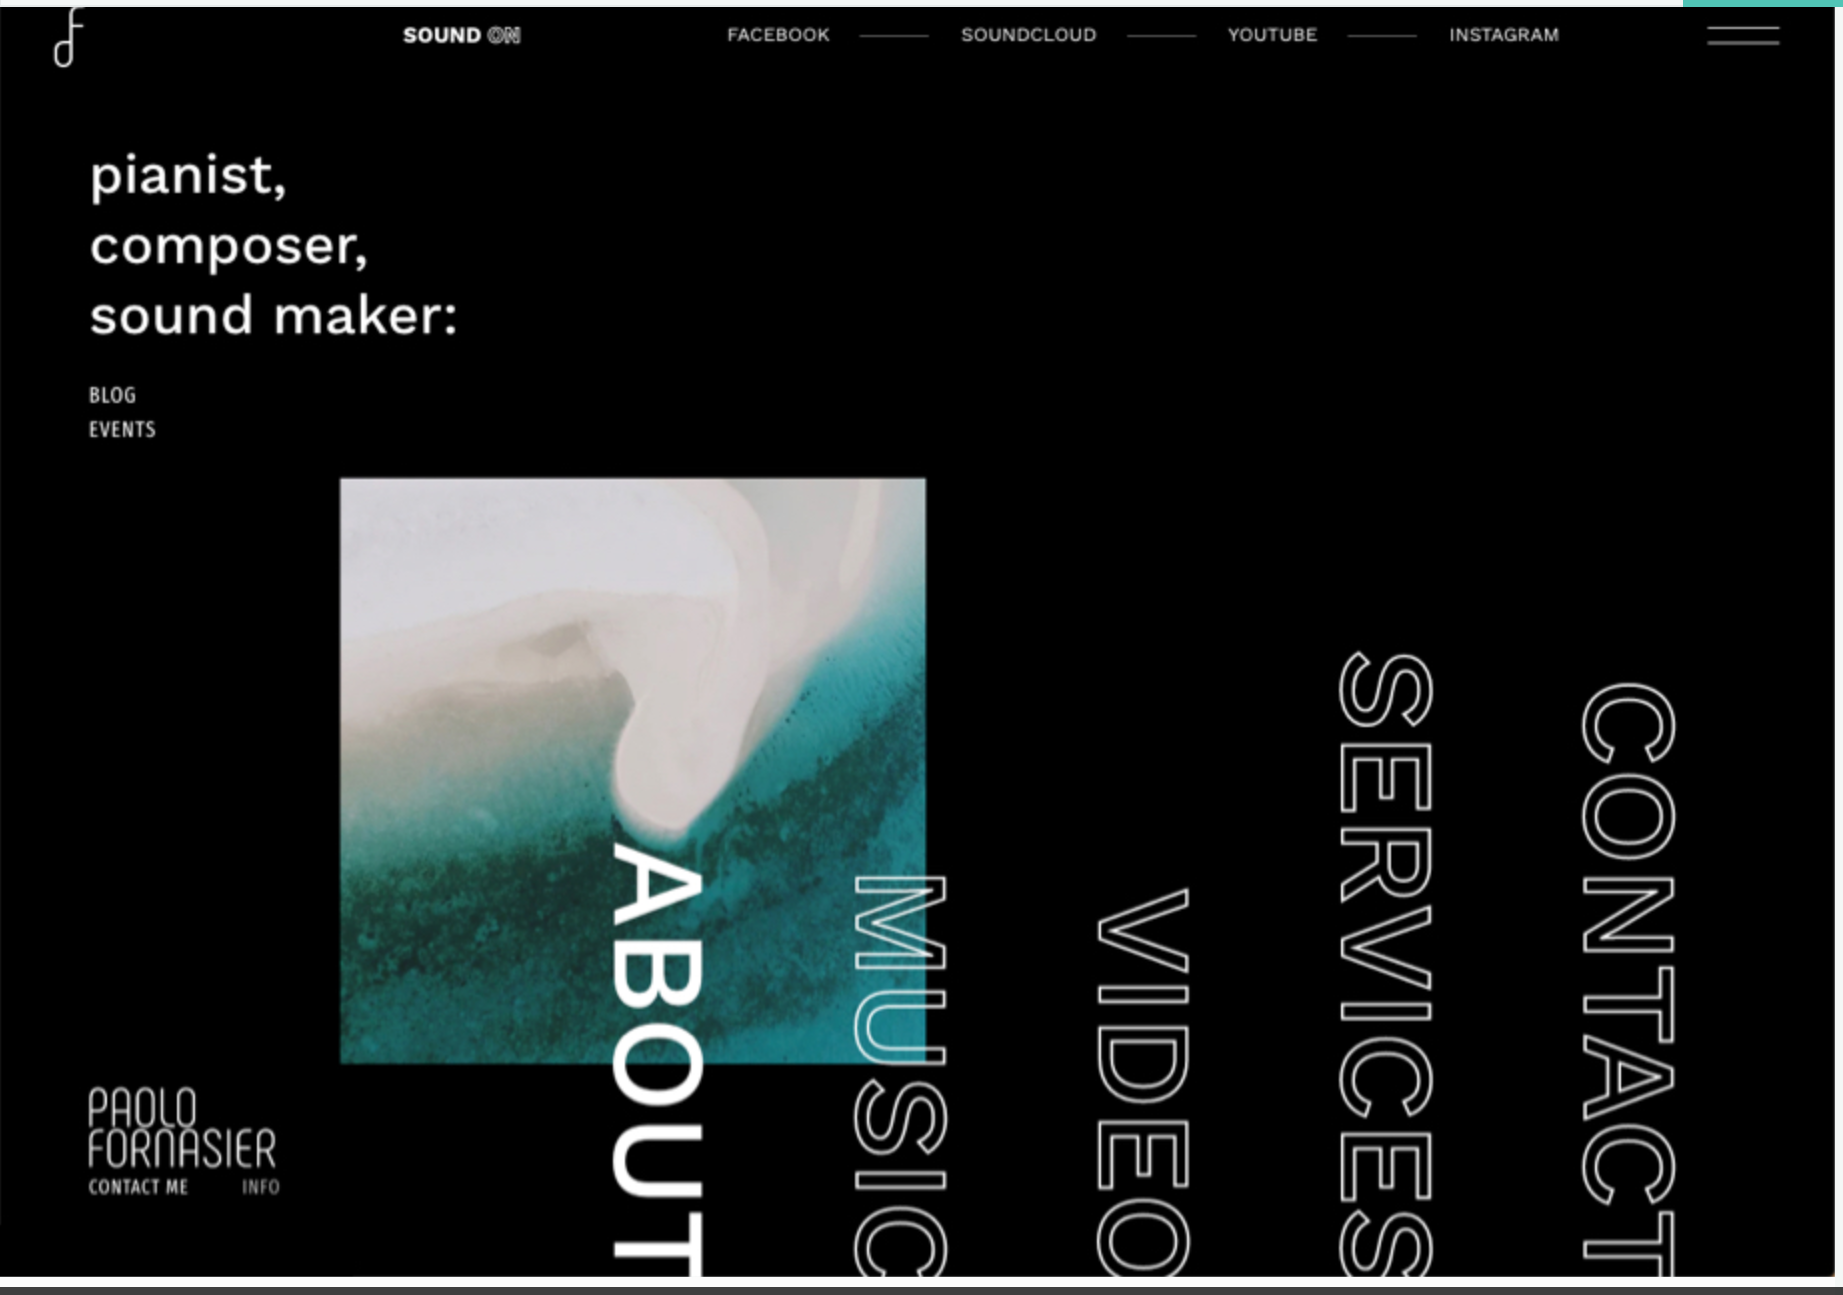 SOUND ON
FACEBOOK
SOUNDCLOUD
YOUTUBE
INSTAGRAM
pianist,
composer,
sound maker:
BLOG
EVENTS
ABOUT
MUSIC
VIDEO
SERVICES
CONTACT
PAOLO
FORNASIER
CONTACT ME
INFO